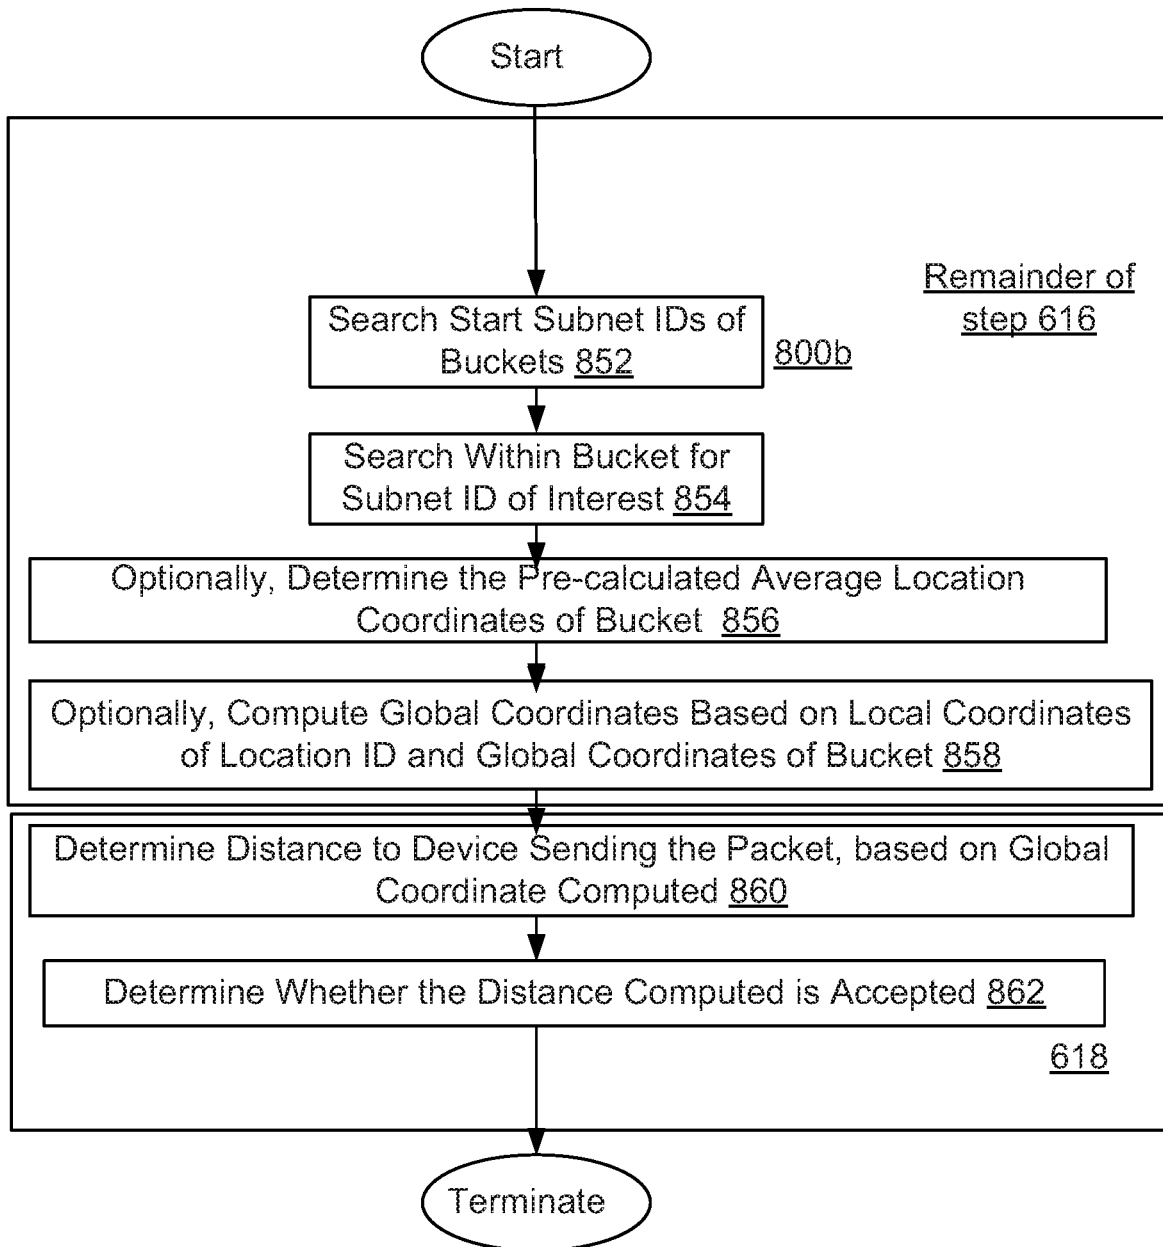 Start
Remainder of
step 616
Search Start Subnet IDs of
Buckets 852
800b
Search Within Bucket for
Subnet ID of Interest 854
Optionally, Determine the Pre-calculated Average Location
Coordinates of Bucket 856
Optionally, Compute Global Coordinates Based on Local Coordinates
of Location ID and Global Coordinates of Bucket 858
Determine Distance to Device Sending the Packet, based on Global
Coordinate Computed 860
Determine Whether the Distance Computed is Accepted 862
618
Terminate